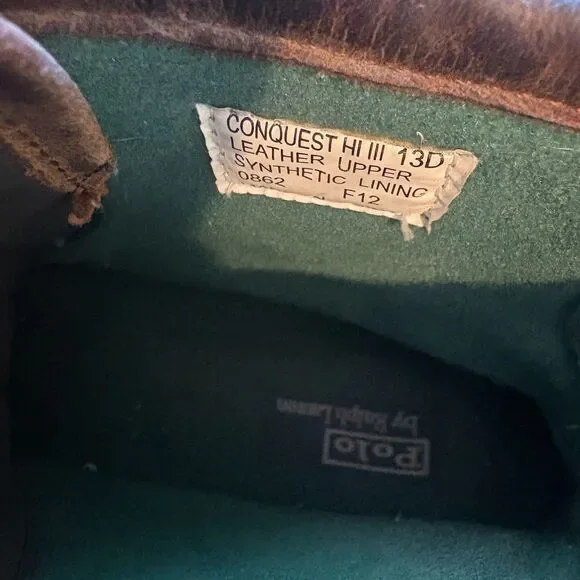 CONQUEST HI III 13D
LEATHER UPPER
SYNTHETIC LINING
0862 F12
Polo
by Ralph Lauren